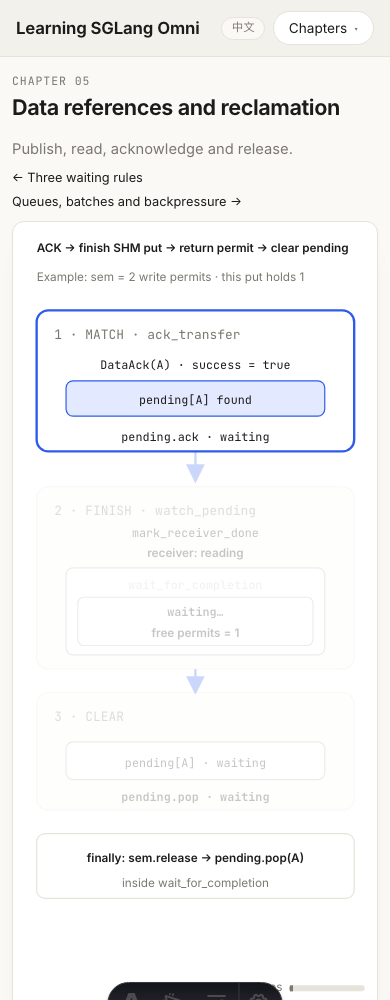 Learning SGLang Omni
中文
Chapters
CHAPTER 05
Data references and reclamation
Publish, read, acknowledge and release.
← Three waiting rules
Queues, batches and backpressure →
ACK → finish SHM put → return permit → clear pending
Example: sem = 2 write permits · this put holds 1
1 · MATCH · ack_transfer
DataAck(A) · success = true
pending[A] found
pending.ack · waiting
2 · FINISH · watch_pending
mark_receiver_done
receiver: reading
wait_for_completion
waiting…
free permits = 1
3 · CLEAR
pending[A] · waiting
pending.pop · waiting
finally: sem.release → pending.pop(A)
inside wait_for_completion